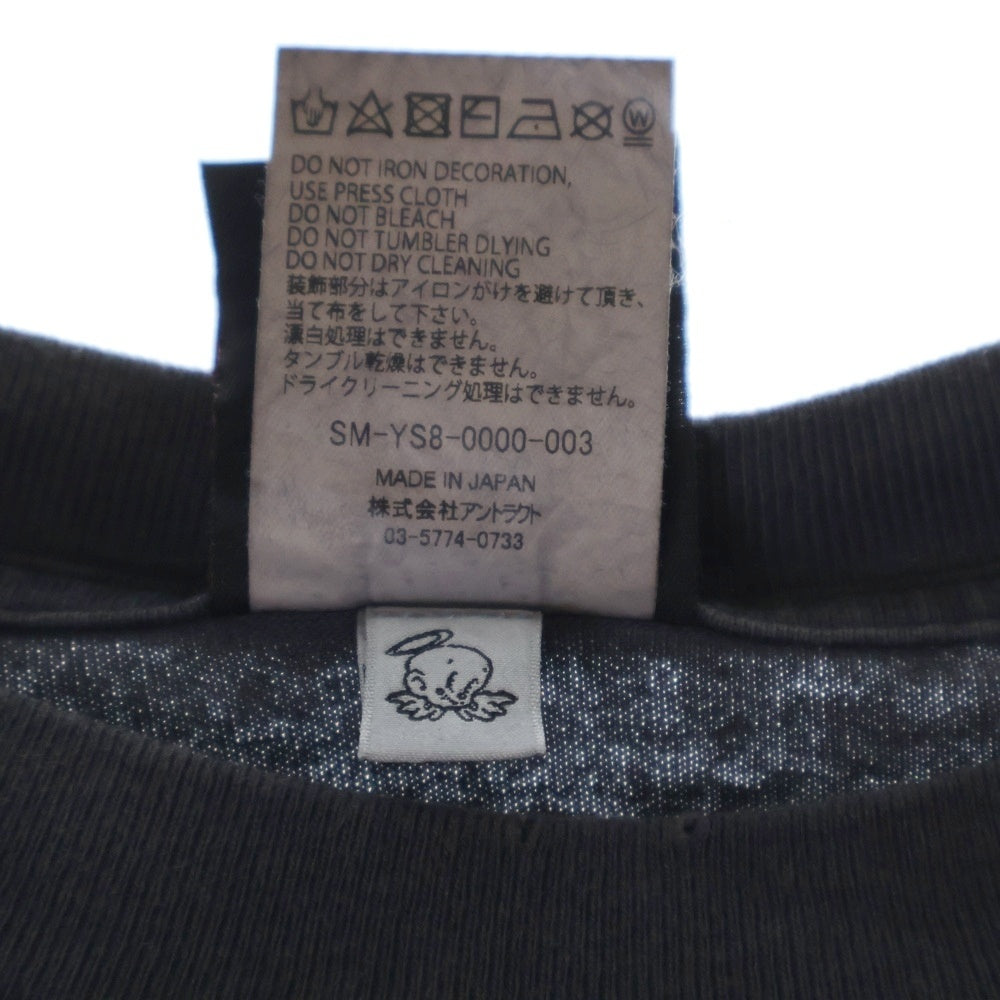 W
DO NOT IRON DECORATION,
USE PRESS CLOTH
DO NOT BLEACH
DO NOT TUMBLER DLYING
DO NOT DRY CLEANING
装飾部分はアイロンがけを避けて頂き、
当て布をして下さい。
漂白処理はできません。
タンブル乾燥はできません。
ドライクリーニング処理はできません。
SM-YS8-0000-003
MADE IN JAPAN
株式会社アントラクト
03-5774-0733